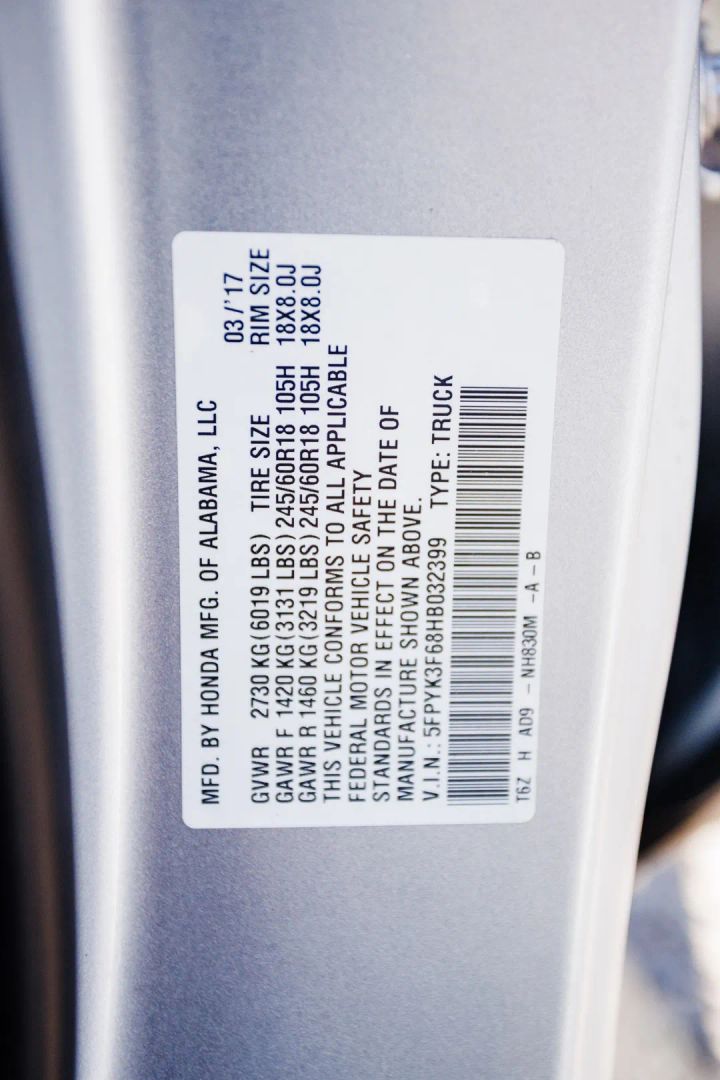 MFD. BY HONDA MFG. OF ALABAMA, LLC
03/'17
GVWR 2730 KG(6019 LBS) TIRE SIZE RIM SIZE
GAWR F 1420 KG(3131 LBS)245/60R18 105H 18X8.0J
GAWR R 1460 KG(3219 LBS)245/60R18 105H 18X8.0J
THIS VEHICLE CONFORMS TO ALL APPLICABLE
FEDERAL MOTOR VEHICLE SAFETY
STANDARDS IN EFFECT ON THE DATE OF
MANUFACTURE SHOWN ABOVE.
V.I.N.: 5FPYK3F68HB032399 TYPE: TRUCK
T6Z H AD9 - NH830M -A-B